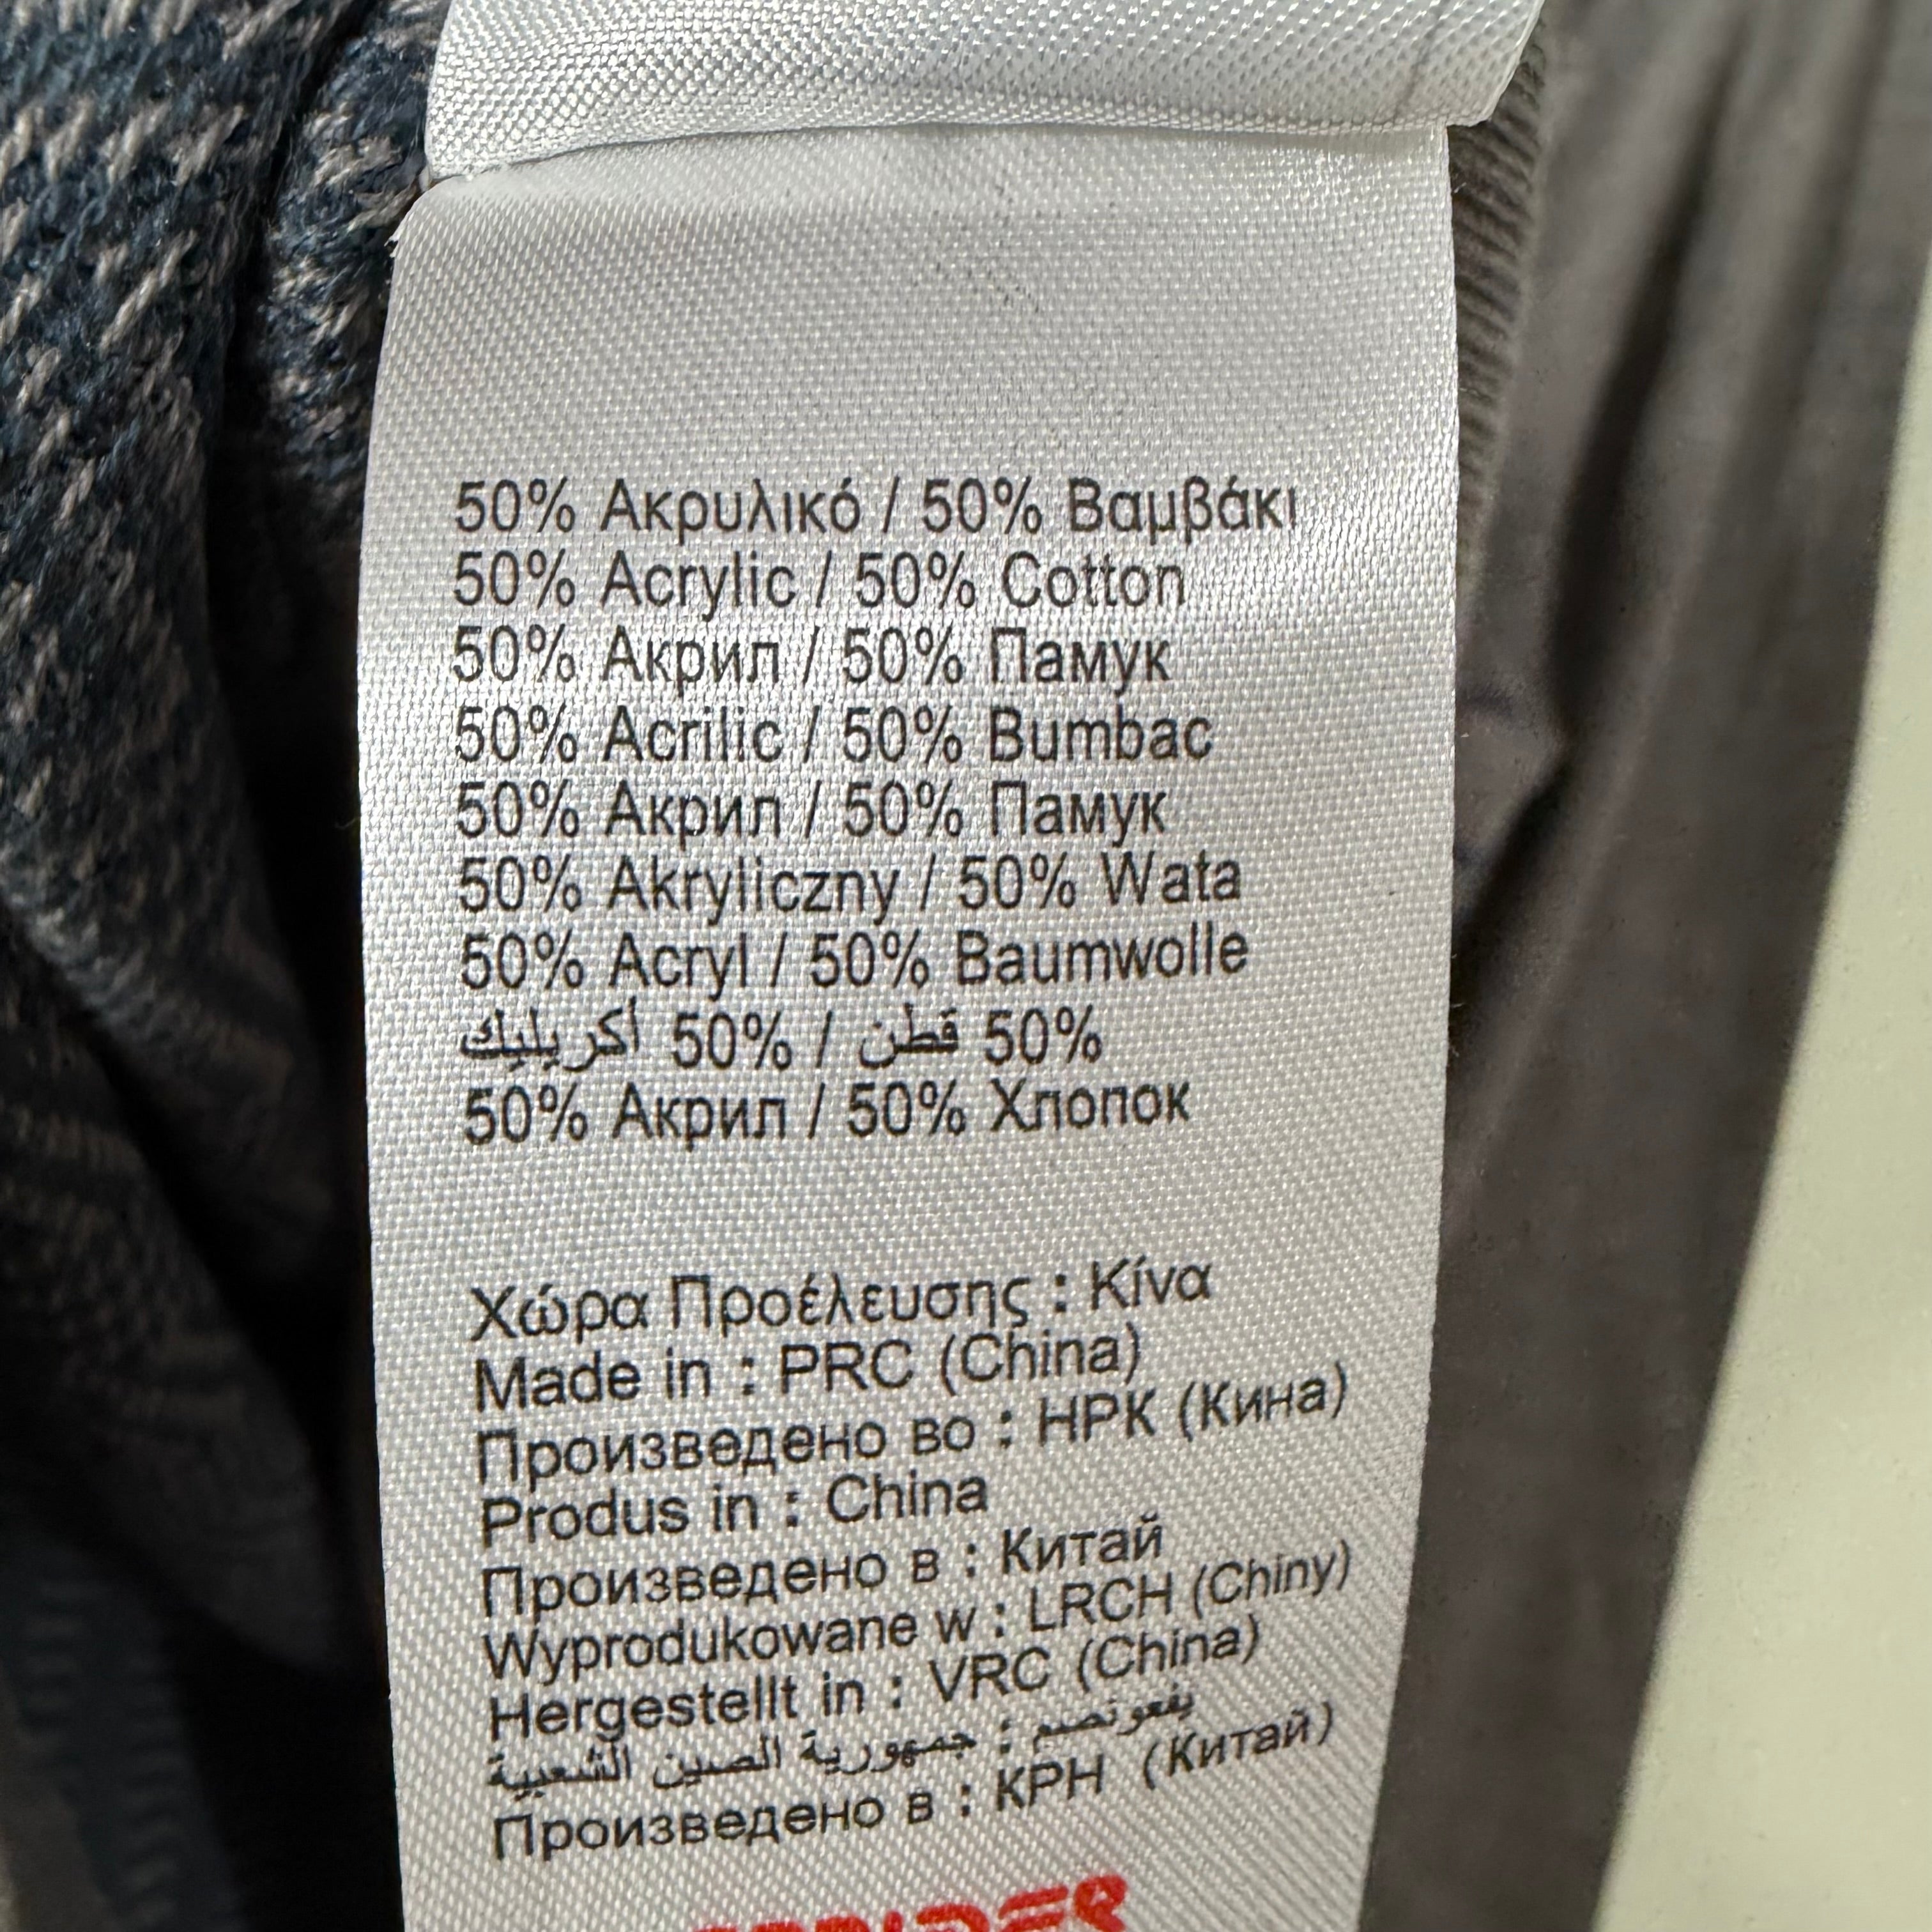 50% Ακρυλικό / 50% Βαμβάκι
50% Acrylic / 50% Cotton
50% Акрил / 50% Памук
50% Acrilic / 50% Bumbac
50% Акрил / 50% Памук
50% Akryliczny / 50% Wata
50% Acryl / 50% Baumwolle
50% قطن / 50% أكريليك
50% Акрил / 50% Хлопок
Χώρα Προέλευσης : Κίνα
Made in : PRC (China)
Произведено во : НРК (Кина)
Produs in : China
Произведено в : Китай
Wyprodukowane w : LRCH (Chiny)
Hergestellt in : VRC (China)
: جمهورية الصين الشعبية
Произведено в : КРН (Китай)